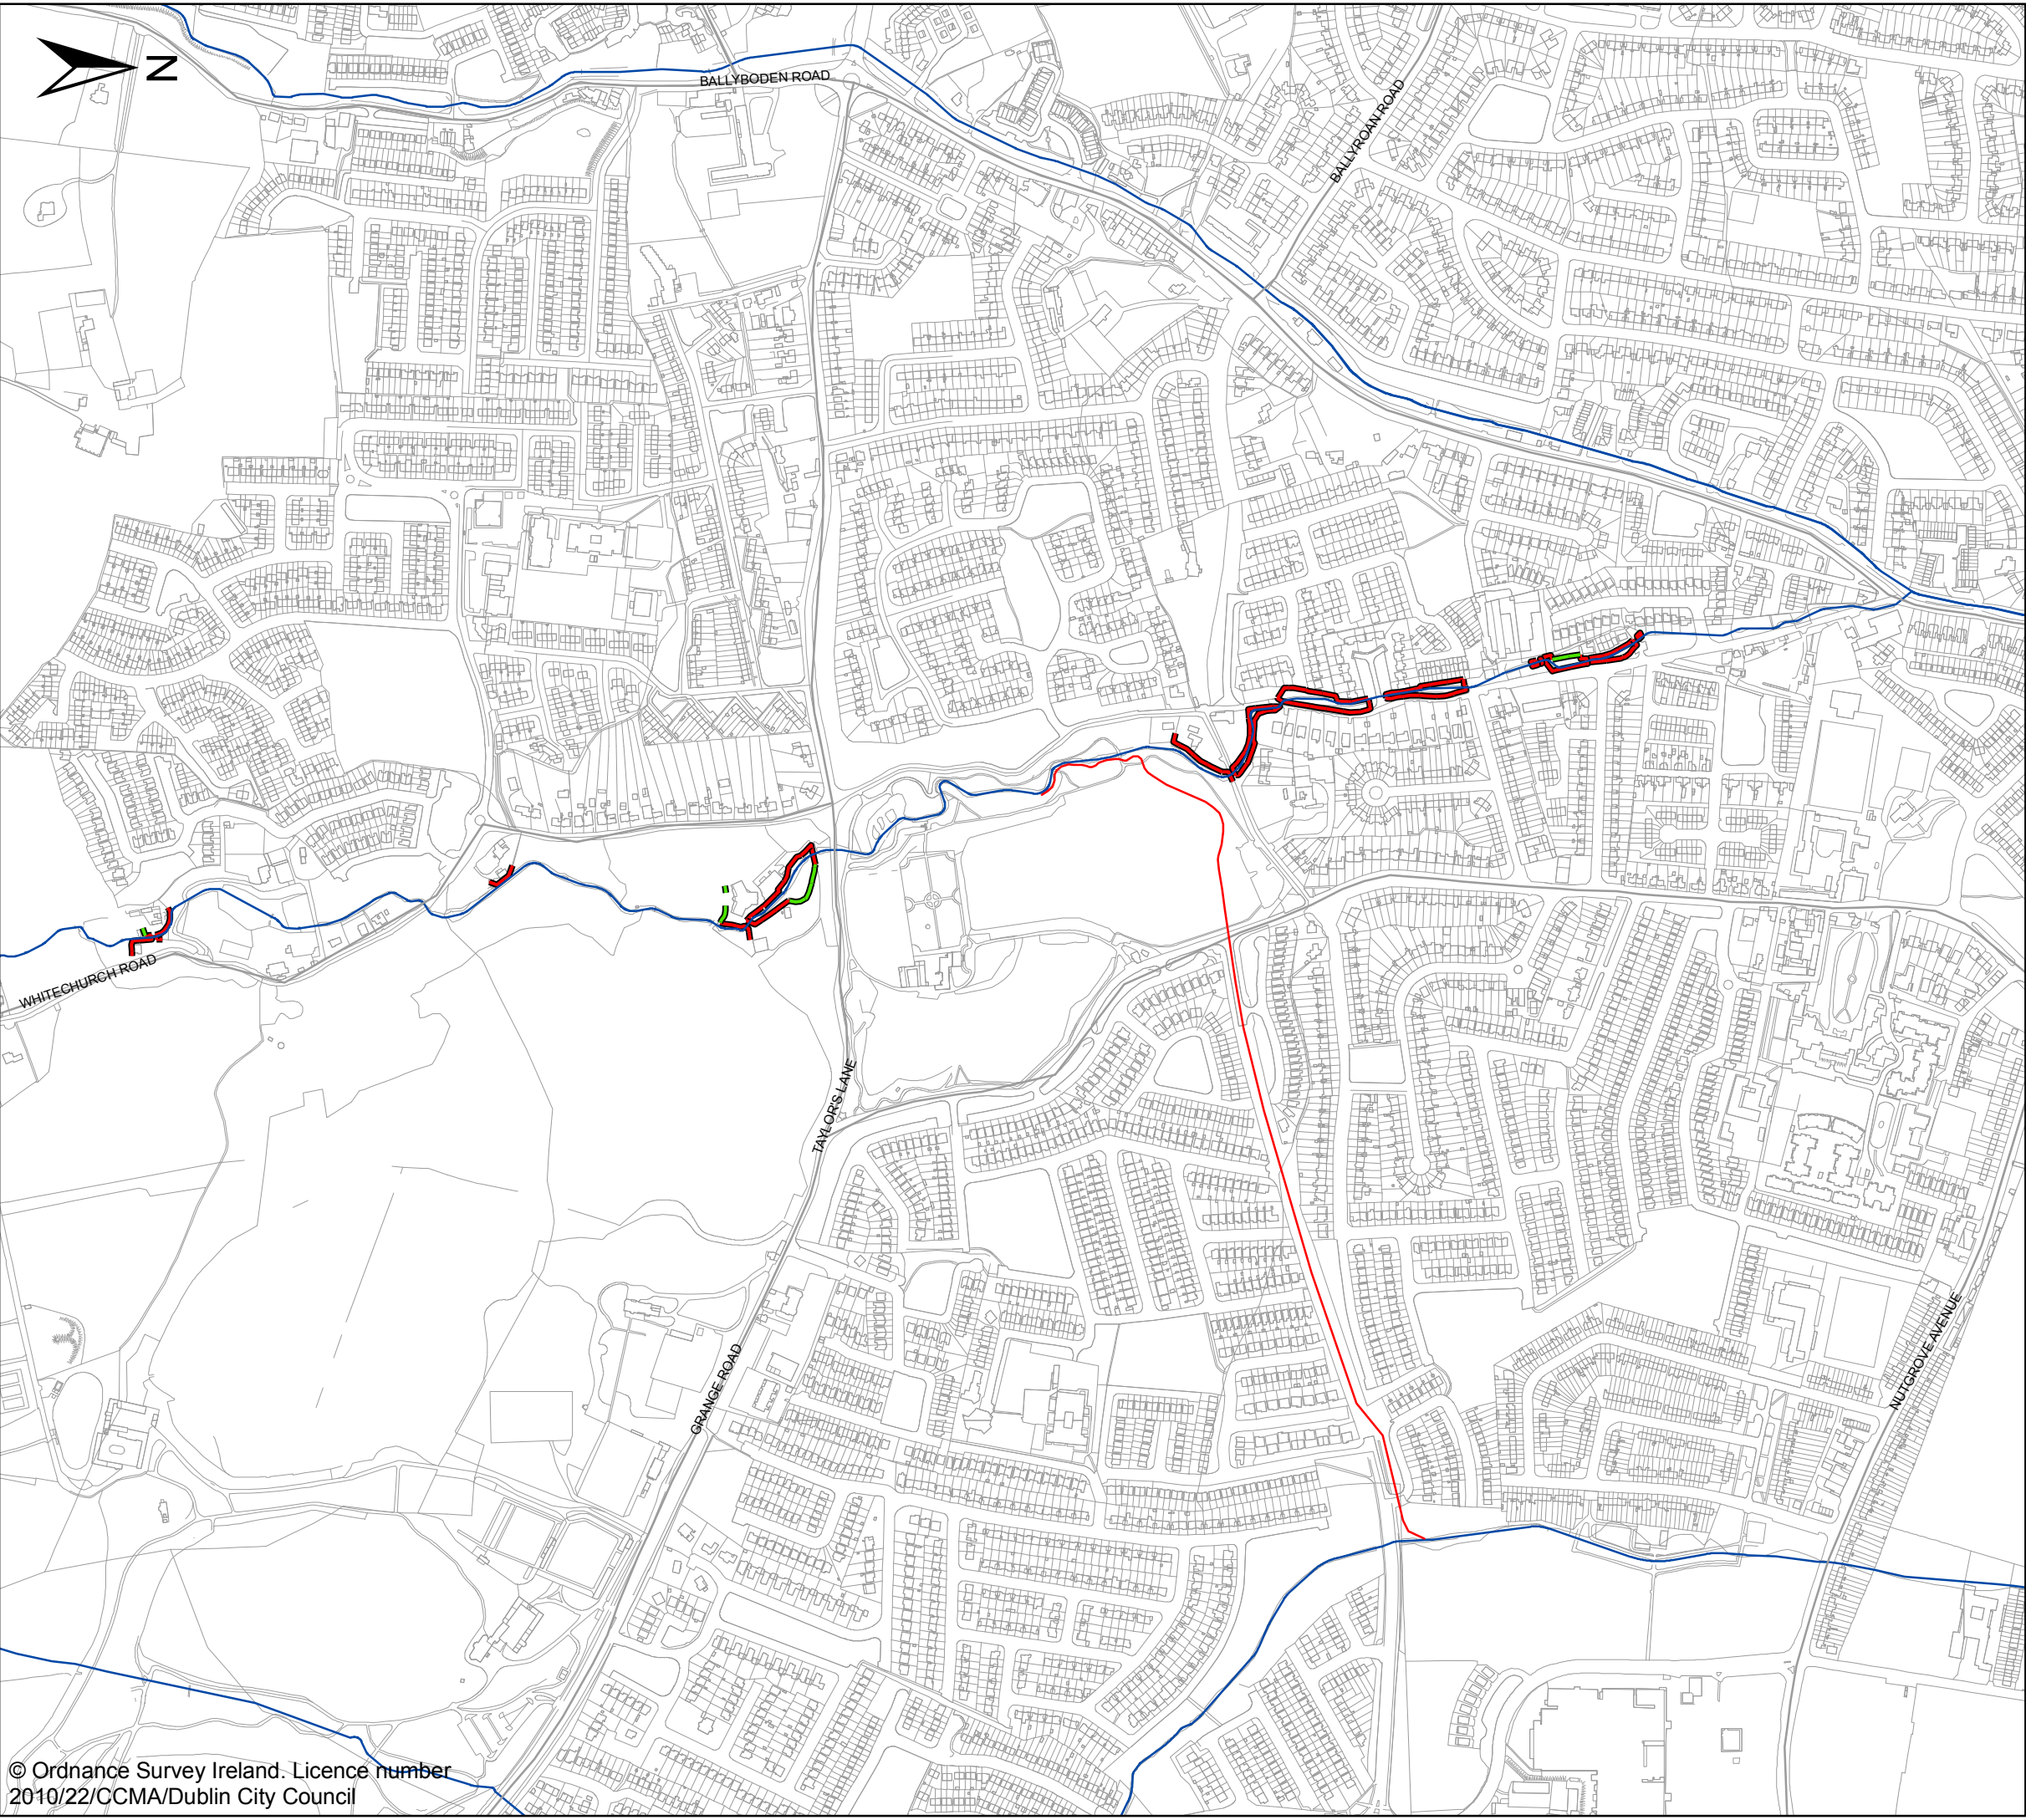 N
BALLYBODEN ROAD
BALLYROAN ROAD
WHITECHURCH ROAD
TAYLOR'S LANE
GRANGE ROAD
NUTGROVE AVENUE
© Ordnance Survey Ireland. Licence number
2010/22/CCMA/Dublin City Council